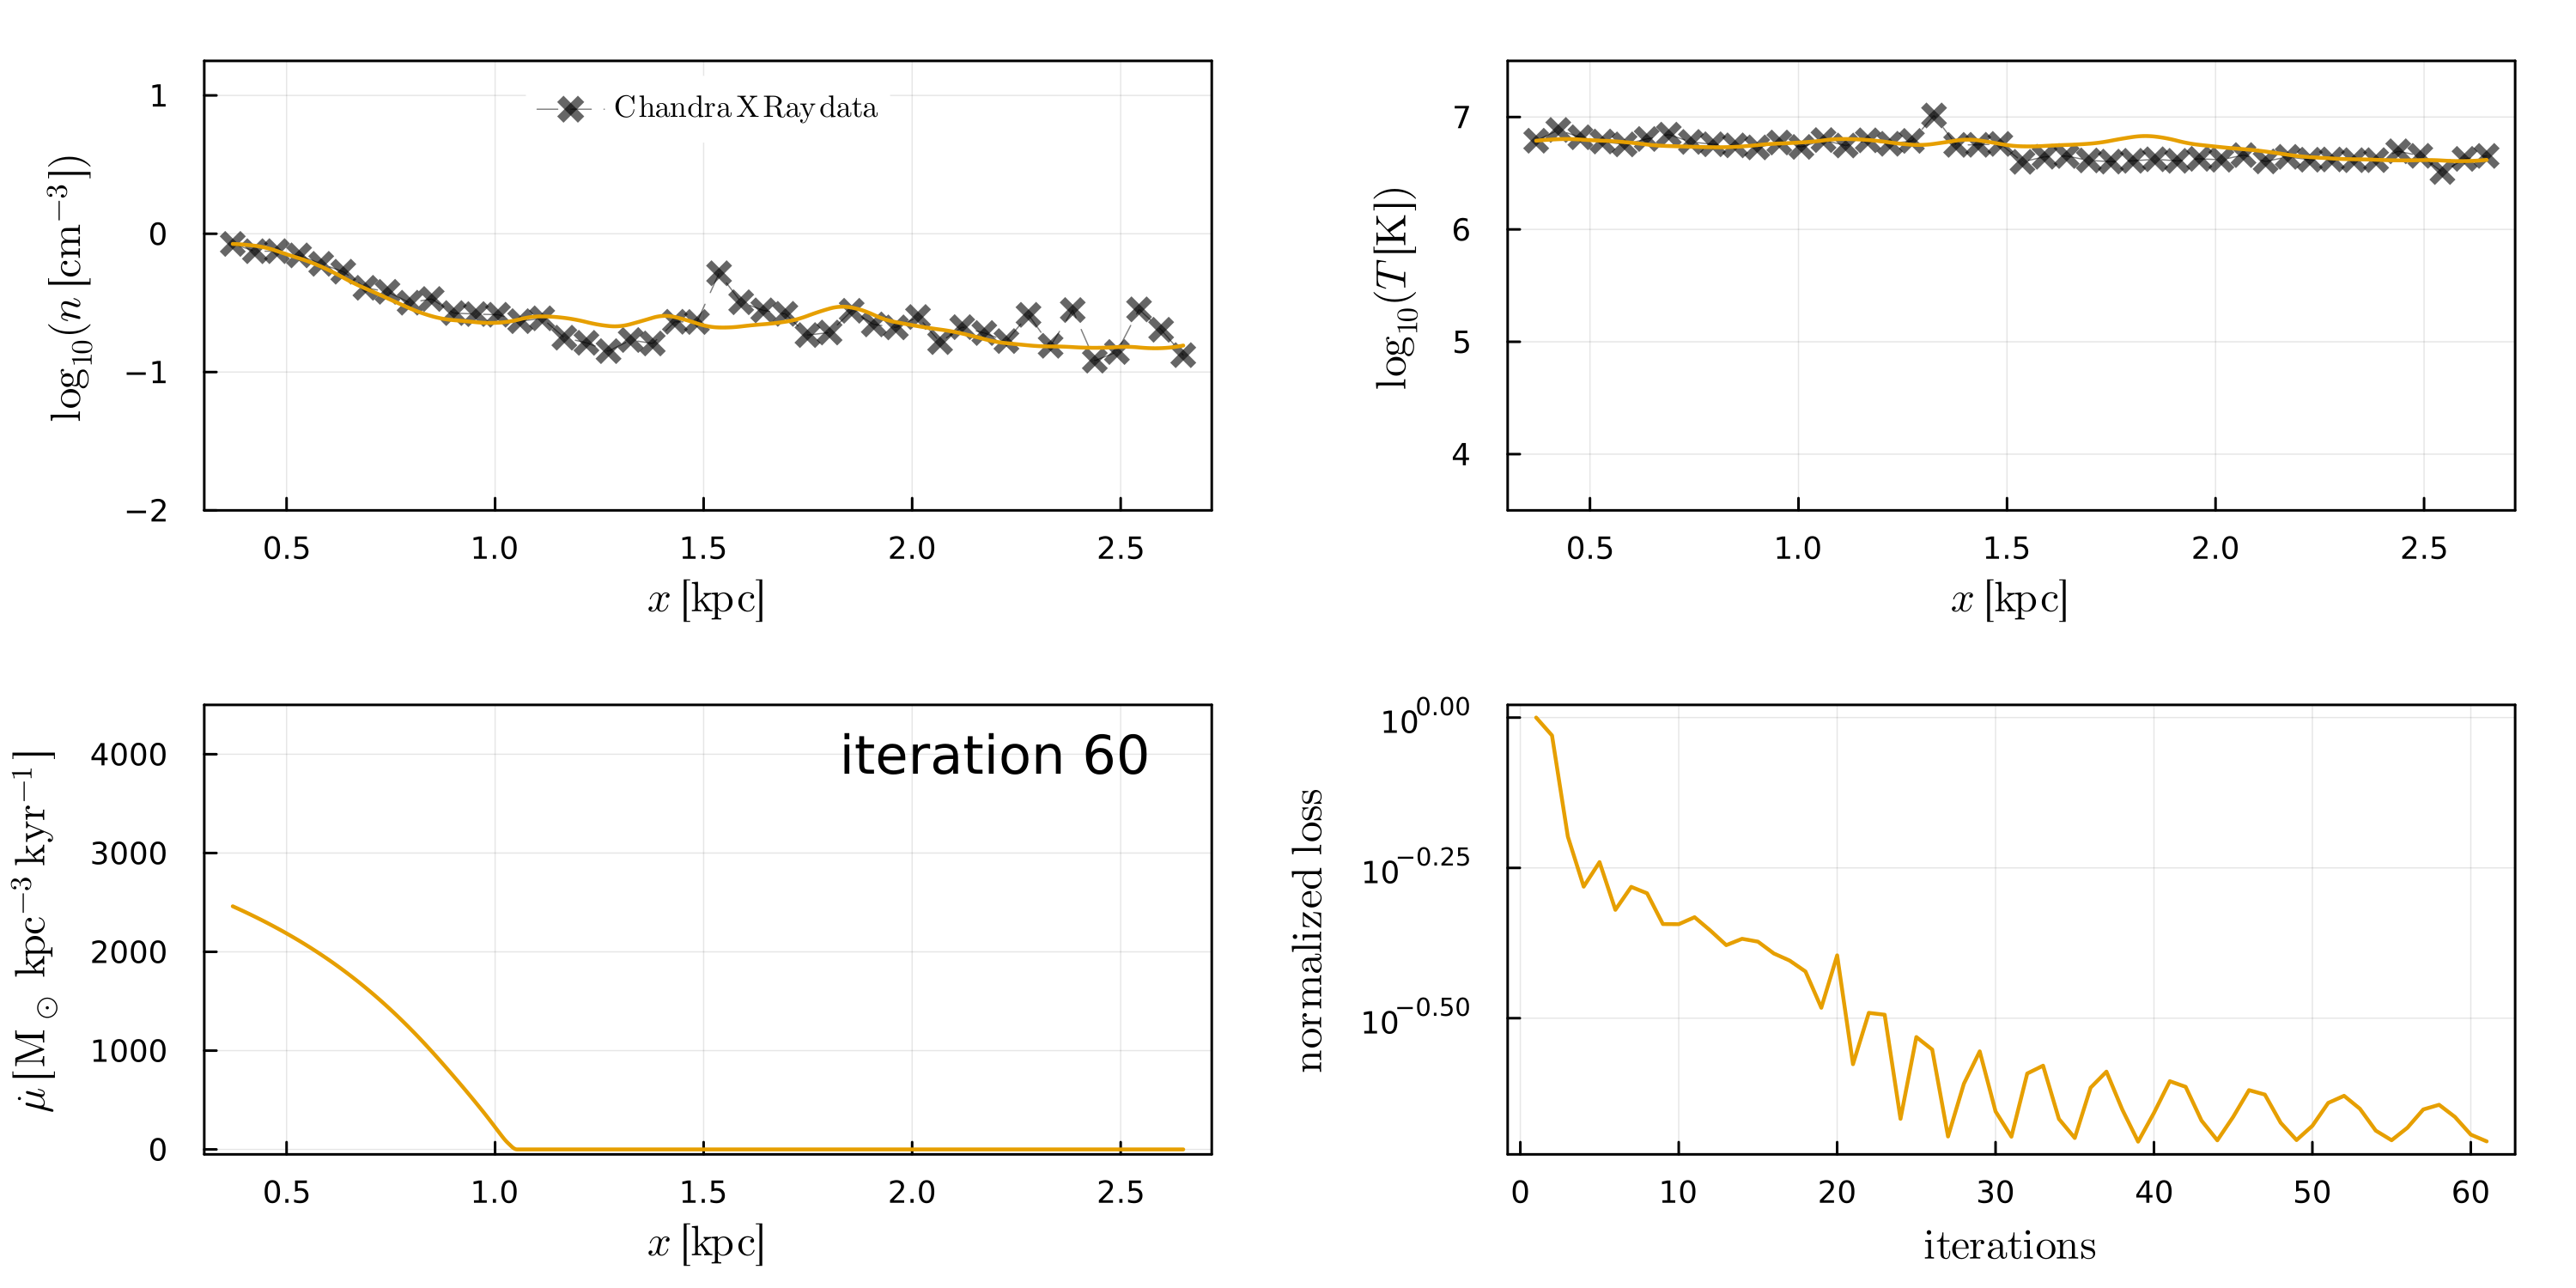 log₁₀(n [cm⁻³])
1
0
−1
−2
Chandra X Ray data
0.5 1.0 1.5 2.0 2.5
x [kpc]
log₁₀(T [K])
7
6
5
4
0.5 1.0 1.5 2.0 2.5
x [kpc]
μ̇ [M⊙ kpc⁻³ kyr⁻¹]
4000
3000
2000
1000
0
iteration 60
0.5 1.0 1.5 2.0 2.5
x [kpc]
normalized loss
10⁰·⁰⁰
10⁻⁰·²⁵
10⁻⁰·⁵⁰
0 10 20 30 40 50 60
iterations